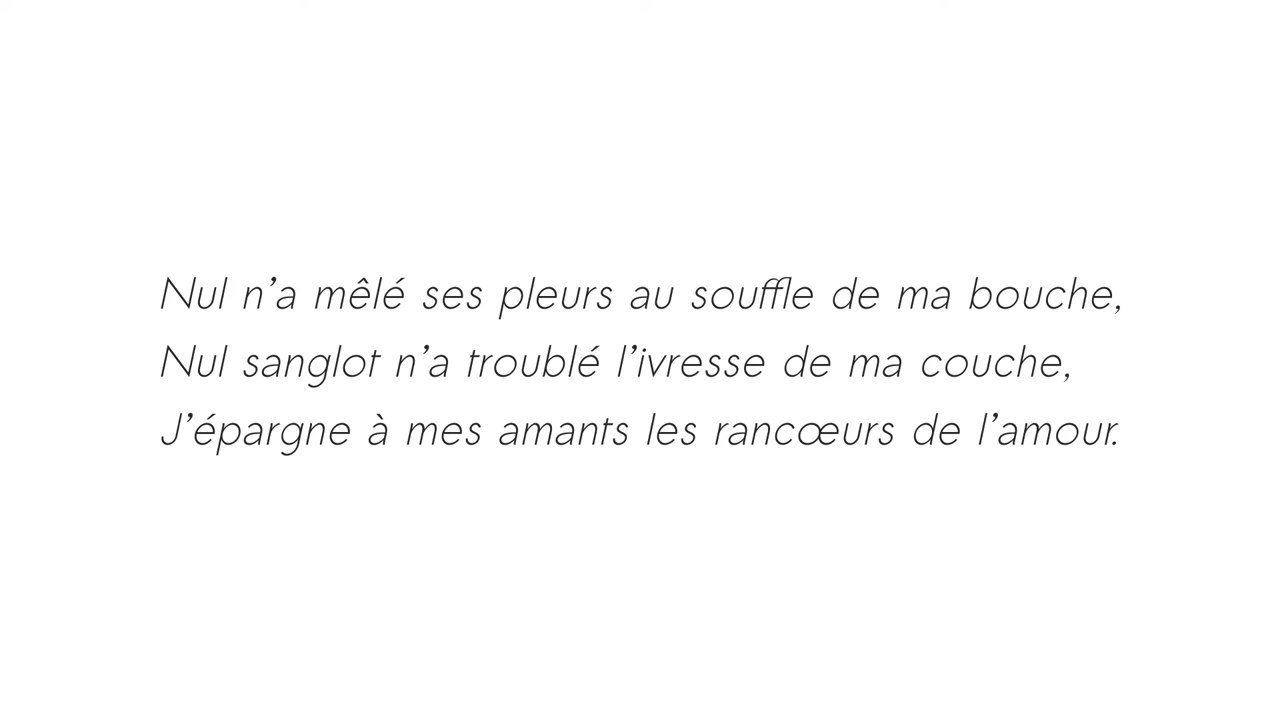 Nul n’a mêlé ses pleurs au souffle de ma bouche,
Nul sanglot n’a troublé l’ivresse de ma couche,
J’épargne à mes amants les rancœurs de l’amour.